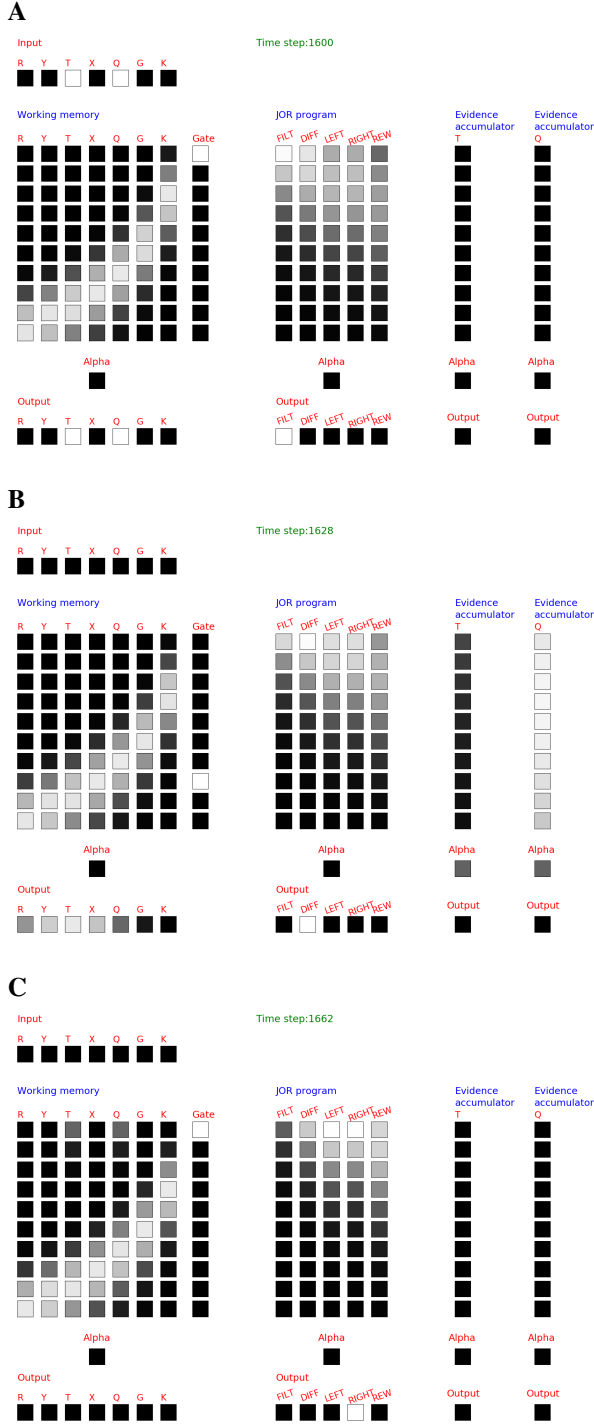 A
Input Time step:1600
R Y T X Q G K
Working memory JOR program Evidence accumulator Evidence accumulator
R Y T X Q G K Gate FILT DIFF LEFT RIGHT REW T Q
Alpha Alpha Alpha Alpha
Output Output Output Output
R Y T X Q G K FILT DIFF LEFT RIGHT REW
B
Input Time step:1628
R Y T X Q G K
Working memory JOR program Evidence accumulator Evidence accumulator
R Y T X Q G K Gate FILT DIFF LEFT RIGHT REW T Q
Alpha Alpha Alpha Alpha
Output Output Output Output
R Y T X Q G K FILT DIFF LEFT RIGHT REW
C
Input Time step:1662
R Y T X Q G K
Working memory JOR program Evidence accumulator Evidence accumulator
R Y T X Q G K Gate FILT DIFF LEFT RIGHT REW T Q
Alpha Alpha Alpha Alpha
Output Output Output Output
R Y T X Q G K FILT DIFF LEFT RIGHT REW